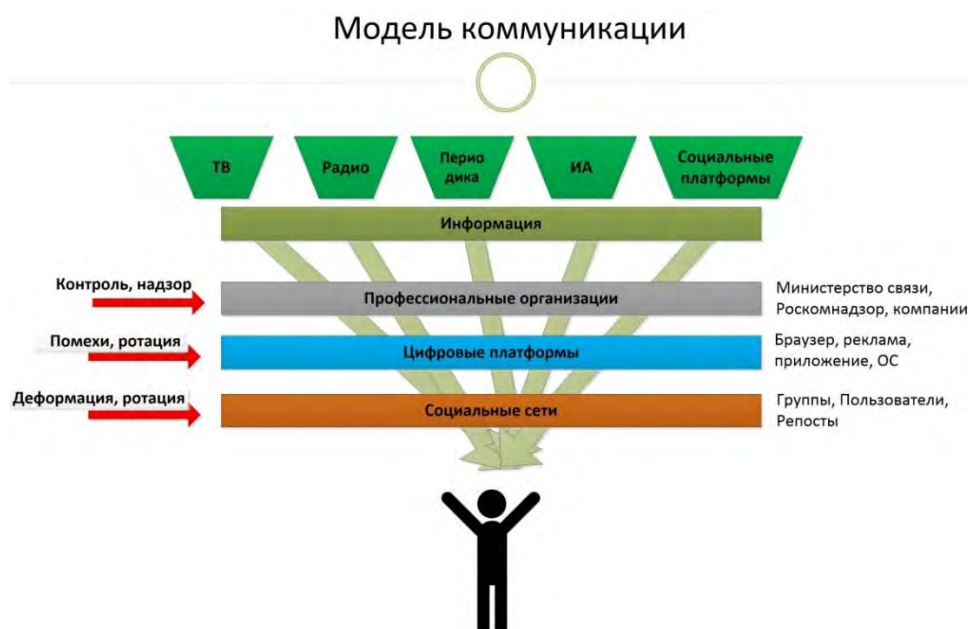 Модель коммуникации
ТВ
Радио
Перио
дика
ИА
Социальные
платформы
Информация
Контроль, надзор
Профессиональные организации
Министерство связи,
Роскомнадзор, компании
Помехи, ротация
Цифровые платформы
Браузер, реклама,
приложение, ОС
Деформация, ротация
Социальные сети
Группы, Пользователи,
Репосты